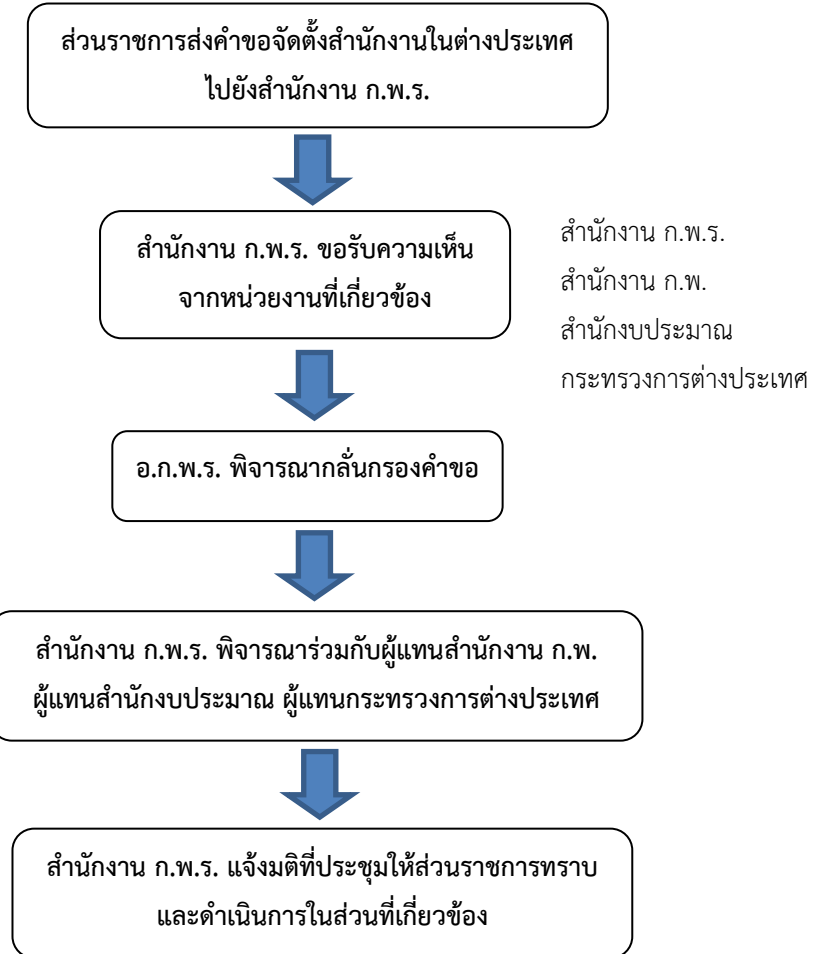 ส่วนราชการส่งคำขอจัดตั้งสำนักงานในต่างประเทศ
ไปยังสำนักงาน ก.พ.ร.
สำนักงาน ก.พ.ร. ขอรับความเห็น
จากหน่วยงานที่เกี่ยวข้อง
สำนักงาน ก.พ.ร.
สำนักงาน ก.พ.
สำนักงบประมาณ
กระทรวงการต่างประเทศ
อ.ก.พ.ร. พิจารณากลั่นกรองคำขอ
สำนักงาน ก.พ.ร. พิจารณาร่วมกับผู้แทนสำนักงาน ก.พ.
ผู้แทนสำนักงบประมาณ ผู้แทนกระทรวงการต่างประเทศ
สำนักงาน ก.พ.ร. แจ้งมติที่ประชุมให้ส่วนราชการทราบ
และดำเนินการในส่วนที่เกี่ยวข้อง